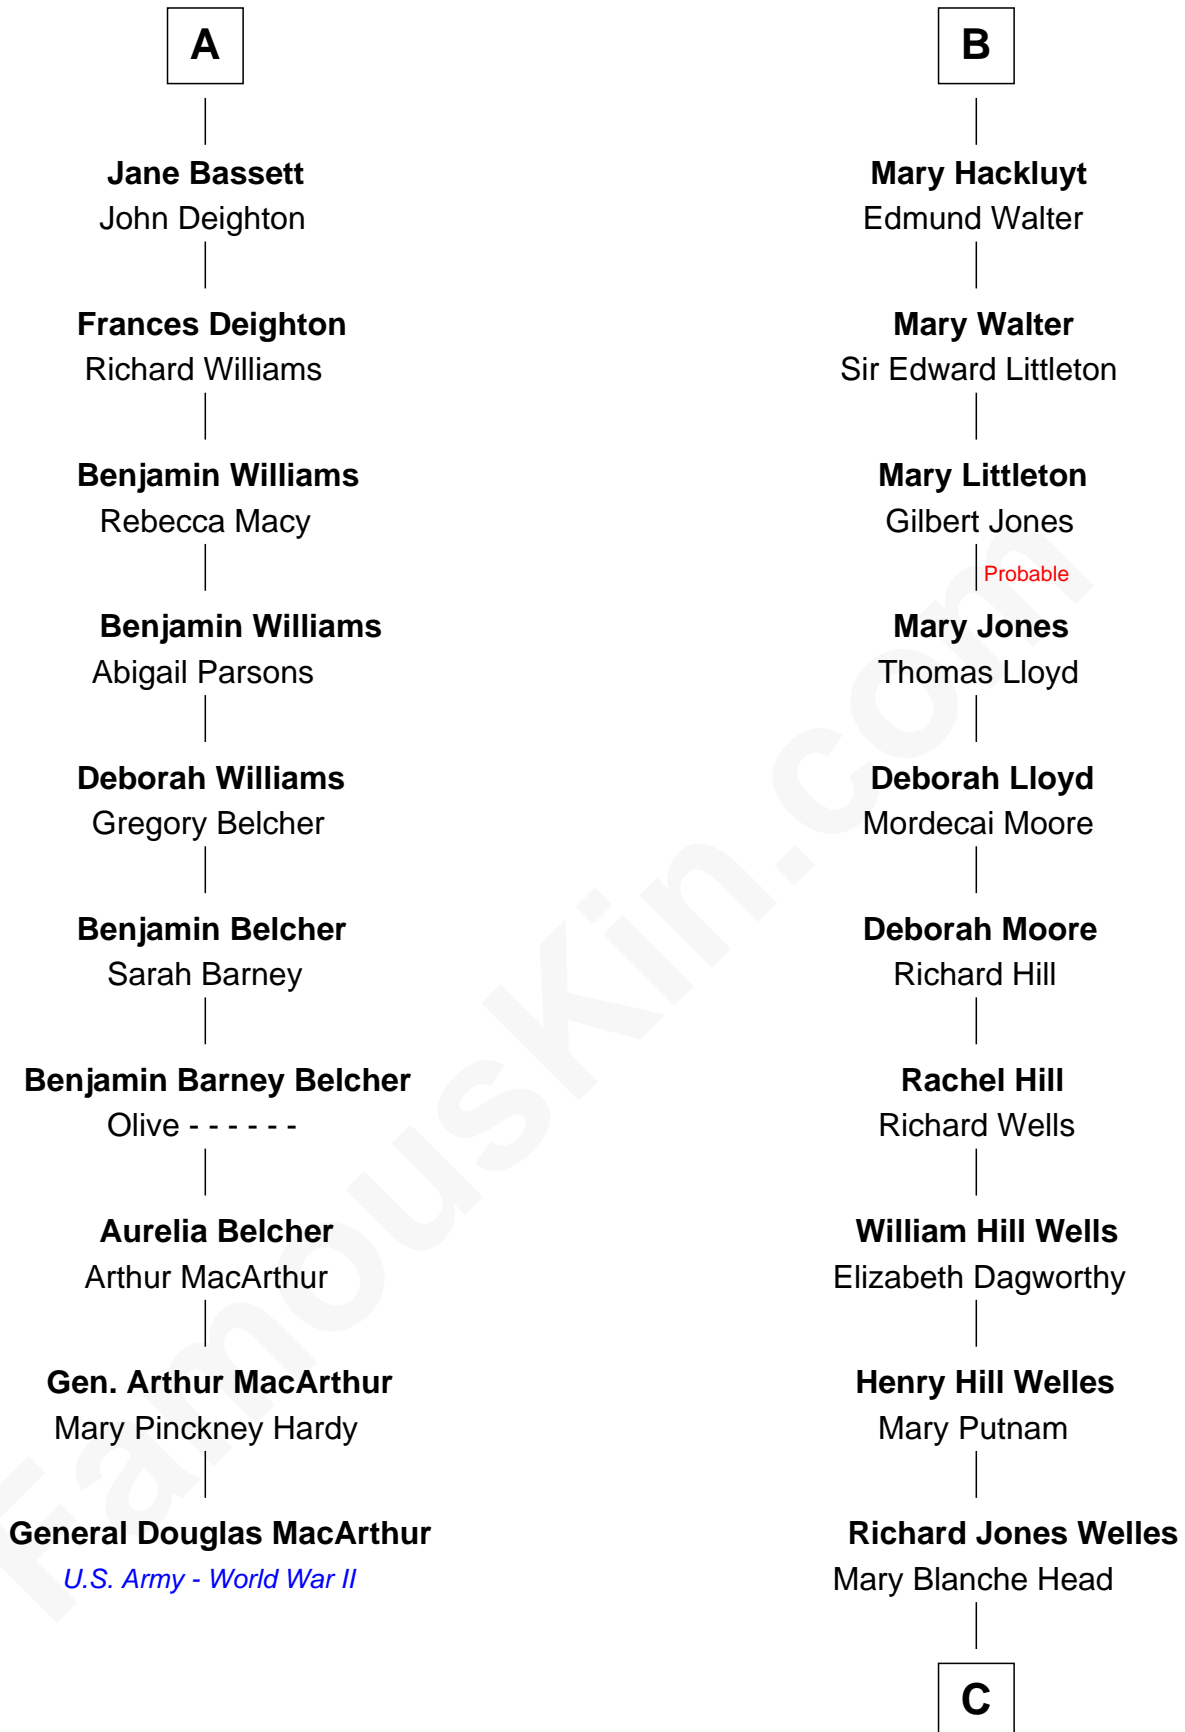 A
Jane Bassett
John Deighton
Frances Deighton
Richard Williams
Benjamin Williams
Rebecca Macy
Benjamin Williams
Abigail Parsons
Deborah Williams
Gregory Belcher
Benjamin Belcher
Sarah Barney
Benjamin Barney Belcher
Olive - - - - - -
Aurelia Belcher
Arthur MacArthur
Gen. Arthur MacArthur
Mary Pinckney Hardy
General Douglas MacArthur
U.S. Army - World War II
B
Mary Hackluyt
Edmund Walter
Mary Walter
Sir Edward Littleton
Mary Littleton
Gilbert Jones
Probable
Mary Jones
Thomas Lloyd
Deborah Lloyd
Mordecai Moore
Deborah Moore
Richard Hill
Rachel Hill
Richard Wells
William Hill Wells
Elizabeth Dagworthy
Henry Hill Welles
Mary Putnam
Richard Jones Welles
Mary Blanche Head
C
FamousKin.com